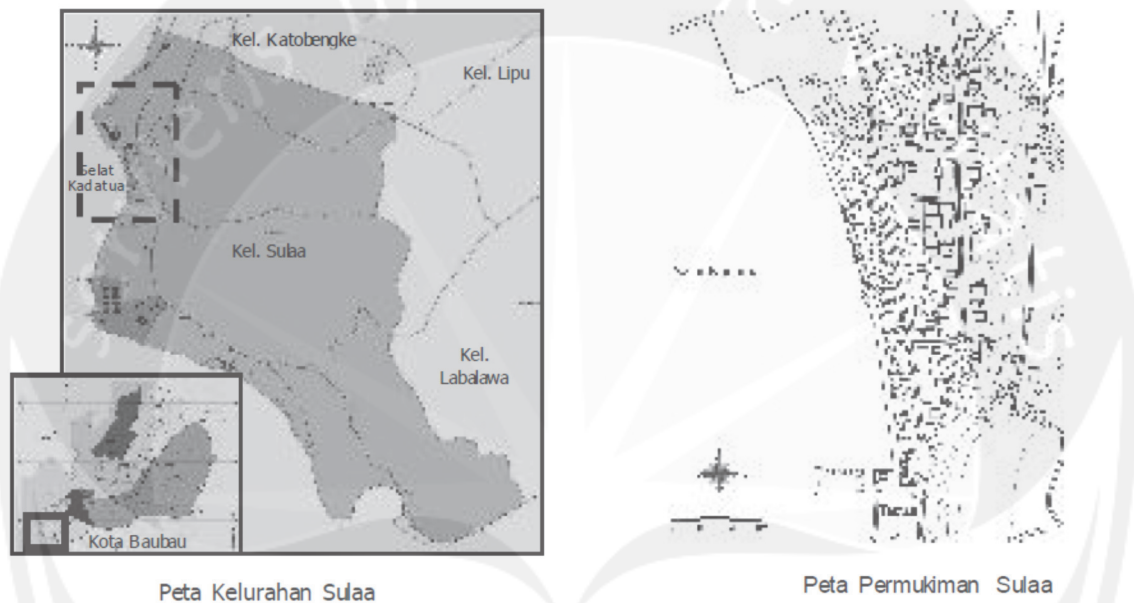 Kel. Katobengke
Kel. Lipu
Selat
Kadatua
Kel. Sulaa
Kel.
Labalawa
Kota Baubau
Peta Kelurahan Sulaa
Peta Permukiman Sulaa